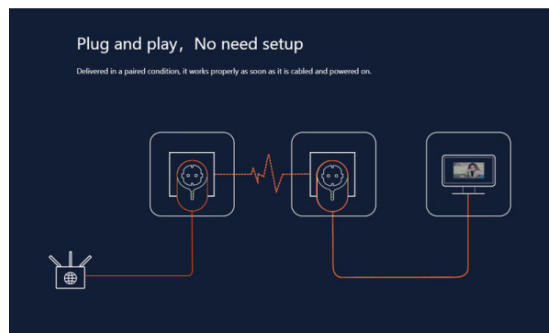 Plug and play, No need setup
Delivered in a paired condition, it works properly as soon as it is cabled and powered on.